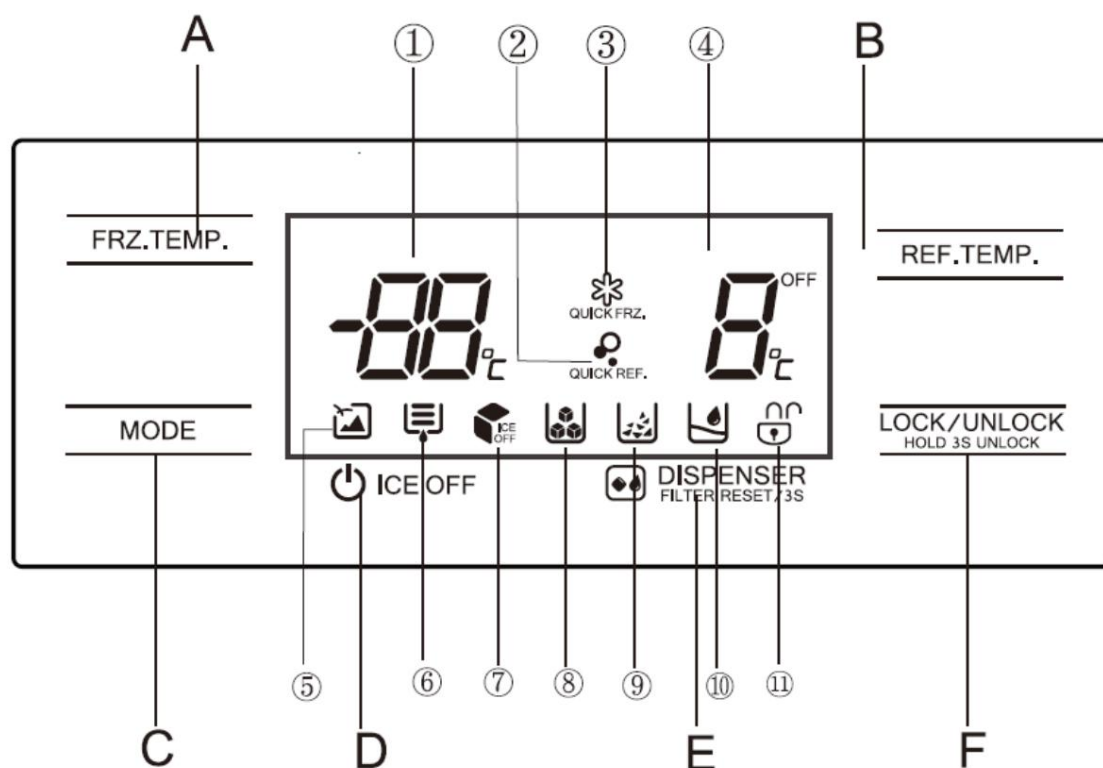 A
①
②
③
④
B
FRZ.TEMP.
-88°C
QUICK FRZ.
QUICK REF.
8°C OFF
REF.TEMP.
MODE
ICE
OFF
LOCK/UNLOCK
HOLD 3S UNLOCK
ICE OFF
DISPENSER
FILTER RESET/3S
⑤
⑥
⑦
⑧
⑨
⑩
⑪
C
D
E
F